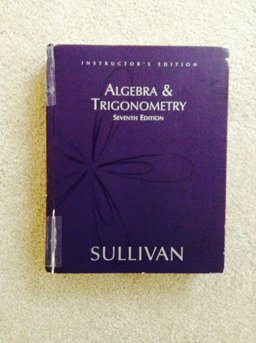 INSTRUCTOR'S EDITION
ALGEBRA &
TRIGONOMETRY
SEVENTH EDITION
SULLIVAN